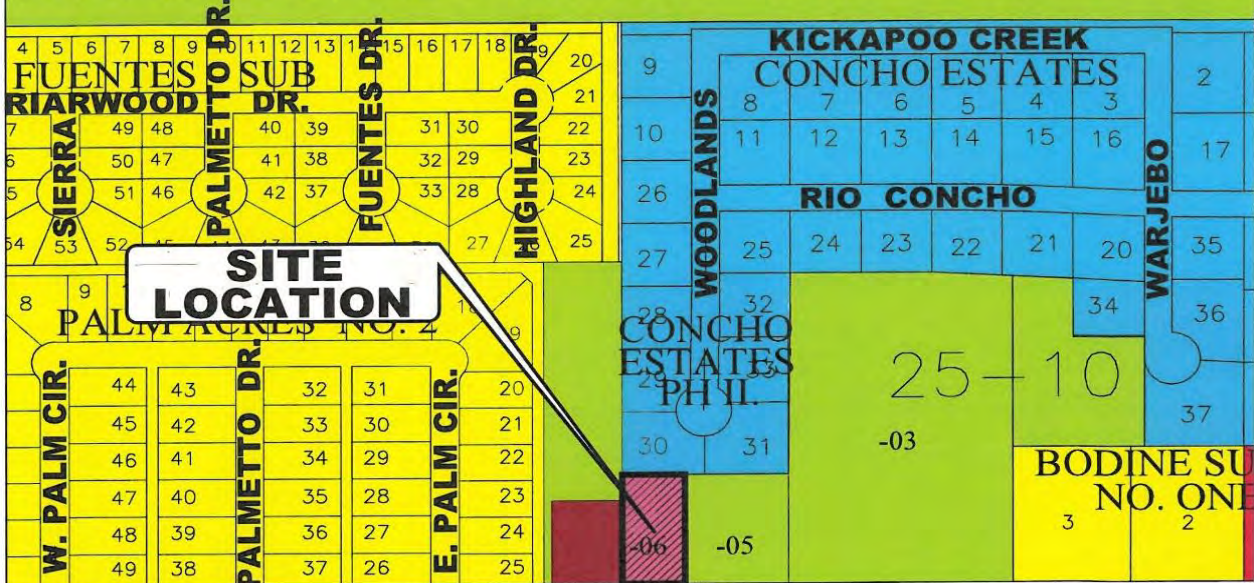 4 5 6 7 8 9 10 11 12 13 14 15 16 17 18 19 20
FUENTES SUB
RIARWOOD DR.
PALMETTO DR.
FUENTES DR.
HIGHLAND DR.
SIERRA
21
49 48 40 39 31 30 22
50 47 41 38 32 29 23
51 46 42 37 33 28 24
54 53 52 27 25
SITE
LOCATION
8 9
PALM ACRES NO. 2
W. PALM CIR.
PALMETTO DR.
E. PALM CIR.
44 43 32 31 20
45 42 33 30 21
46 41 34 29 22
47 40 35 28 23
48 39 36 27 24
49 38 37 26 25
KICKAPOO CREEK
CONCHO ESTATES
9 8 7 6 5 4 3 2
10 11 12 13 14 15 16 17
WOODLANDS
WARJEBO
26
RIO CONCHO
27 25 24 23 22 21 20 35
28 32 34 36
CONCHO
ESTATES
PH II.
29 33
30 31 37
25-10
-03
-06
-05
BODINE SU
NO. ONE
3 2